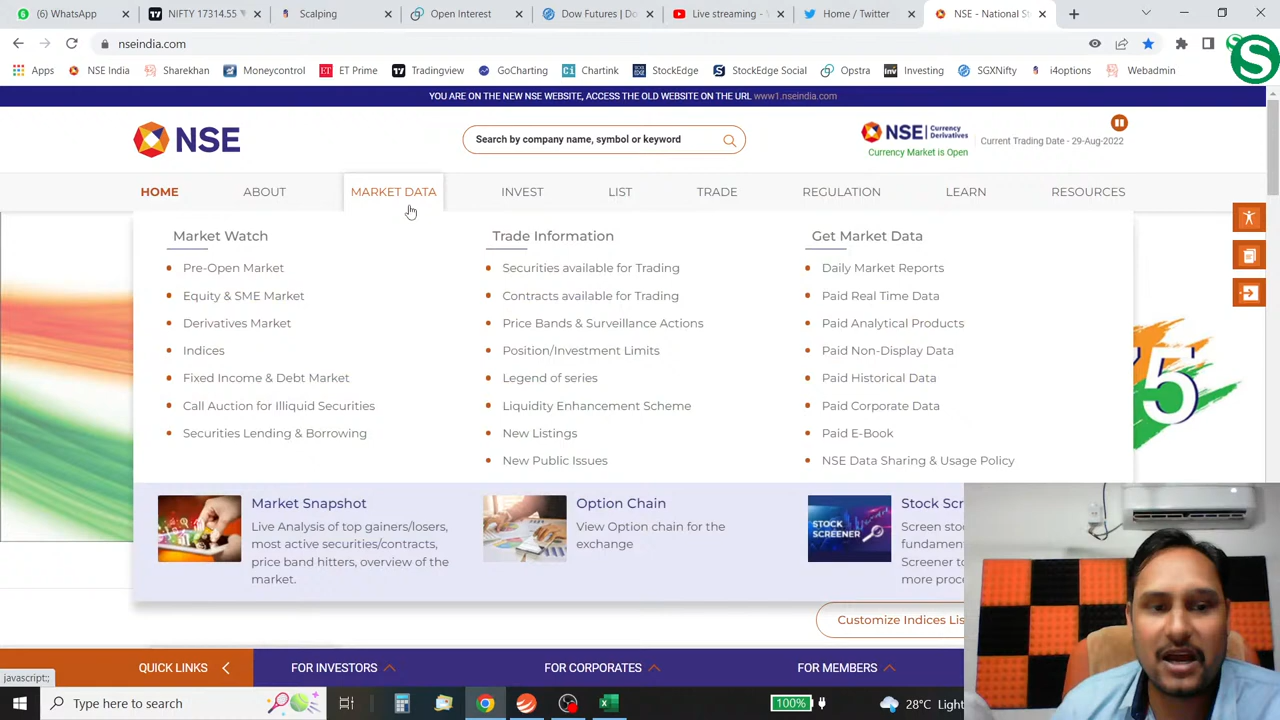 WhatsApp
NIFTY 17314.55
Scalping
Open Interest
Dow Futures | Do
Live streaming - V
Home / Twitter
NSE - National S
nseindia.com
Apps
NSE India
Sharekhan
Moneycontrol
ET Prime
Tradingview
GoCharting
Chartink
StockEdge
StockEdge Social
Opstra
Investing
SGXNifty
i4options
Webadmin
YOU ARE ON THE NEW NSE WEBSITE, ACCESS THE OLD WEBSITE ON THE URL www1.nseindia.com
NSE
Search by company name, symbol or keyword
NSE Currency Derivatives
Currency Market is Open
Current Trading Date - 29-Aug-2022
HOME
ABOUT
MARKET DATA
INVEST
LIST
TRADE
REGULATION
LEARN
RESOURCES
Market Watch
Pre-Open Market
Equity & SME Market
Derivatives Market
Indices
Fixed Income & Debt Market
Call Auction for Illiquid Securities
Securities Lending & Borrowing
Trade Information
Securities available for Trading
Contracts available for Trading
Price Bands & Surveillance Actions
Position/Investment Limits
Legend of series
Liquidity Enhancement Scheme
New Listings
New Public Issues
Get Market Data
Daily Market Reports
Paid Real Time Data
Paid Analytical Products
Paid Non-Display Data
Paid Historical Data
Paid Corporate Data
Paid E-Book
NSE Data Sharing & Usage Policy
75
Market Snapshot
Live Analysis of top gainers/losers,
most active securities/contracts,
price band hitters, overview of the
market.
Option Chain
View Option chain for the
exchange
STOCK
SCREENER
Stock Scr
Screen sto
fundament
Screener to
more proc
Customize Indices Lis
QUICK LINKS
FOR INVESTORS
FOR CORPORATES
FOR MEMBERS
javascript:;
Type here to search
100%
28°C Light